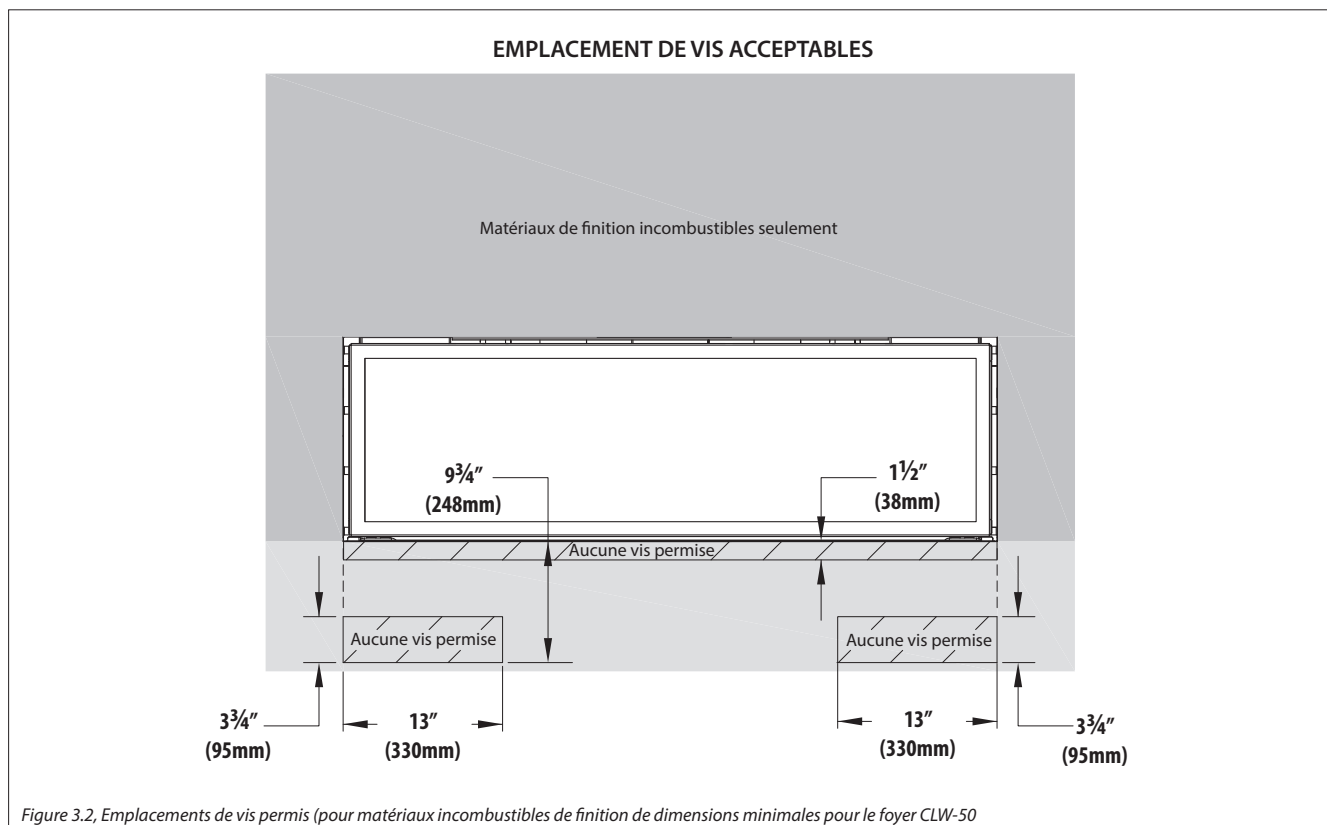 EMPLACEMENT DE VIS ACCEPTABLES
Matériaux de finition incombustibles seulement
9¾”
(248mm)
1½”
(38mm)
Aucune vis permise
Aucune vis permise
Aucune vis permise
3¾”
(95mm)
13”
(330mm)
13”
(330mm)
3¾”
(95mm)
Figure 3.2, Emplacements de vis permis (pour matériaux incombustibles de finition de dimensions minimales pour le foyer CLW-50